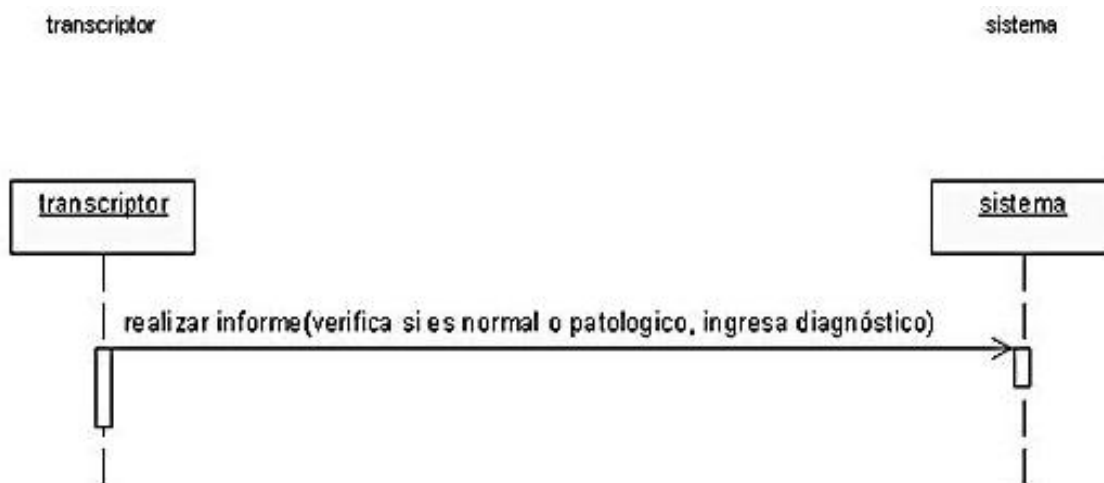 transcriptor
sistema
transcriptor
sistema
realizar informe(verifica si es normal o patologico, ingresa diagnóstico)